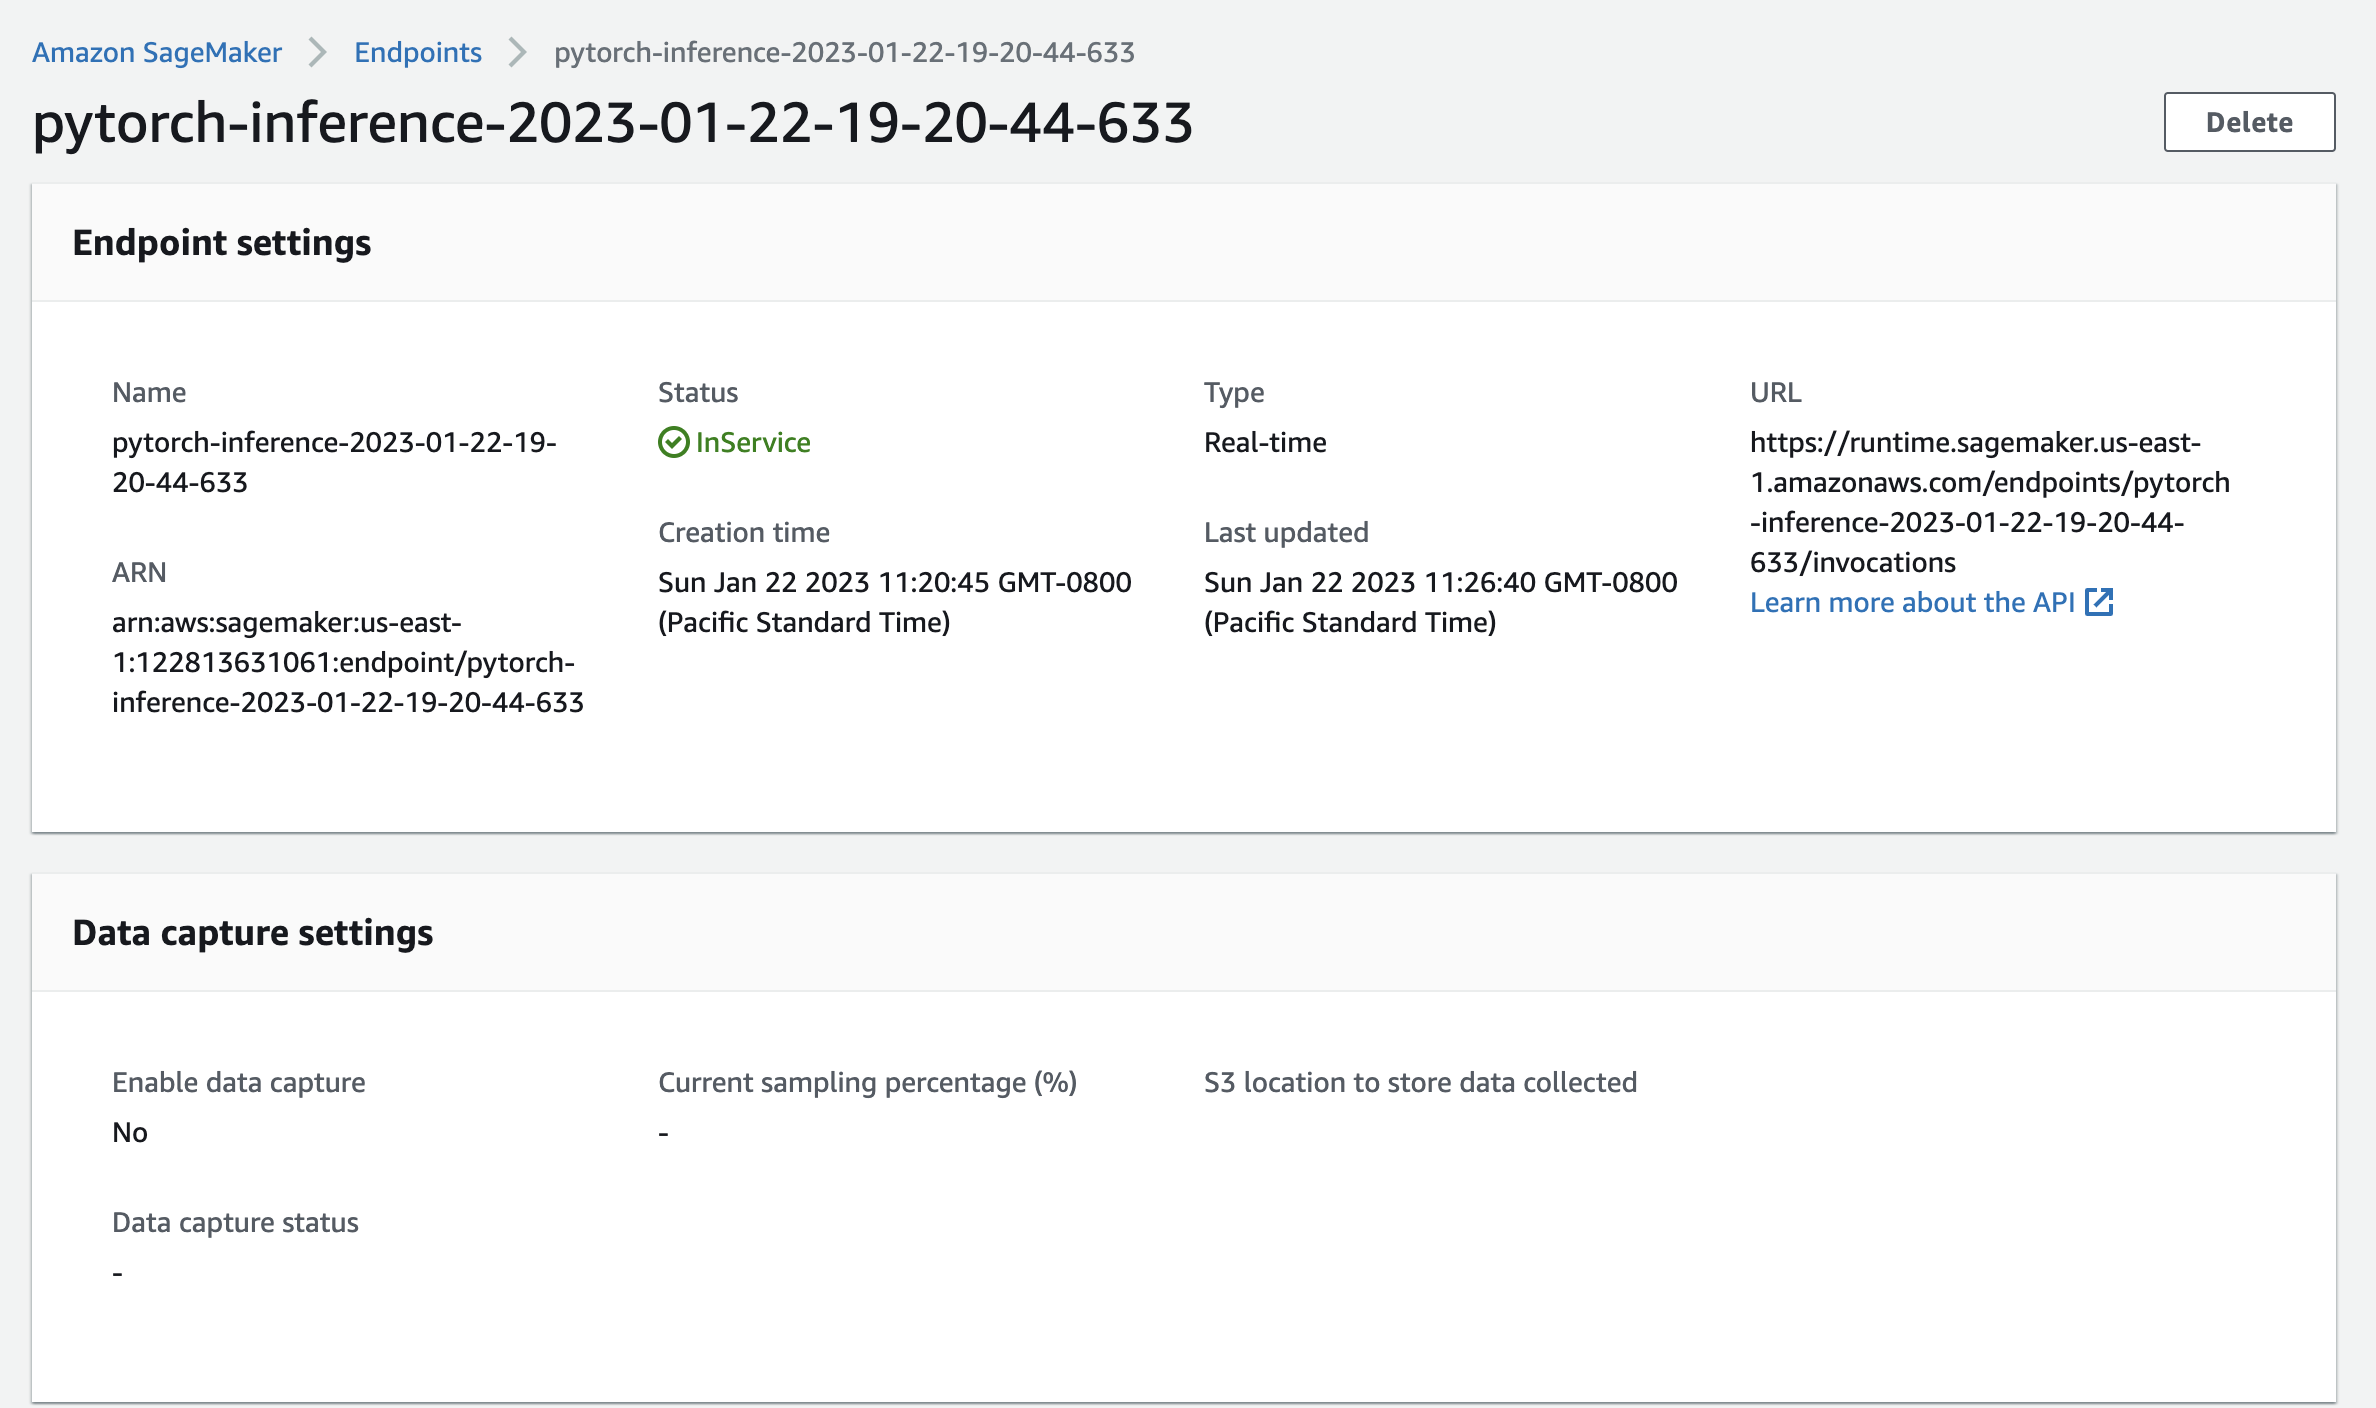 Amazon SageMaker > Endpoints > pytorch-inference-2023-01-22-19-20-44-633
pytorch-inference-2023-01-22-19-20-44-633
Delete
Endpoint settings
Name
pytorch-inference-2023-01-22-19-
20-44-633
ARN
arn:aws:sagemaker:us-east-
1:122813631061:endpoint/pytorch-
inference-2023-01-22-19-20-44-633
Status
InService
Creation time
Sun Jan 22 2023 11:20:45 GMT-0800
(Pacific Standard Time)
Type
Real-time
Last updated
Sun Jan 22 2023 11:26:40 GMT-0800
(Pacific Standard Time)
URL
https://runtime.sagemaker.us-east-
1.amazonaws.com/endpoints/pytorch
-inference-2023-01-22-19-20-44-
633/invocations
Learn more about the API
Data capture settings
Enable data capture
No
Data capture status
-
Current sampling percentage (%)
-
S3 location to store data collected